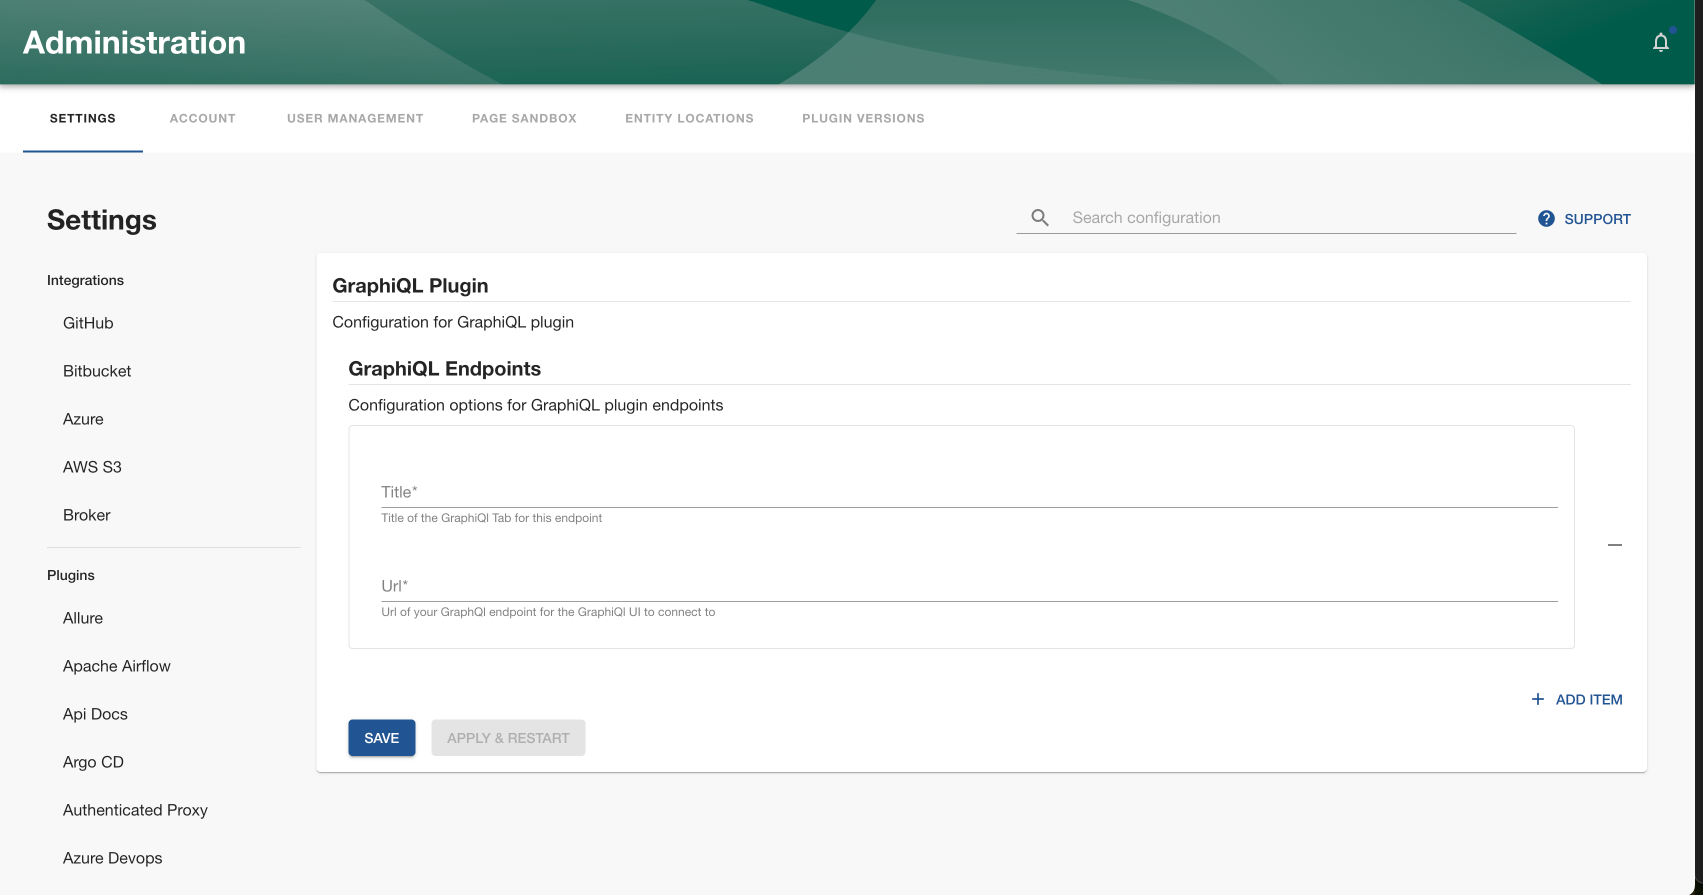 Administration
SETTINGS
ACCOUNT
USER MANAGEMENT
PAGE SANDBOX
ENTITY LOCATIONS
PLUGIN VERSIONS
Settings
Search configuration
SUPPORT
Integrations
GitHub
Bitbucket
Azure
AWS S3
Broker
Plugins
Allure
Apache Airflow
Api Docs
Argo CD
Authenticated Proxy
Azure Devops
GraphiQL Plugin
Configuration for GraphiQL plugin
GraphiQL Endpoints
Configuration options for GraphiQL plugin endpoints
Title*
Title of the GraphiQl Tab for this endpoint
Url*
Url of your GraphQl endpoint for the GraphiQl UI to connect to
ADD ITEM
SAVE
APPLY & RESTART